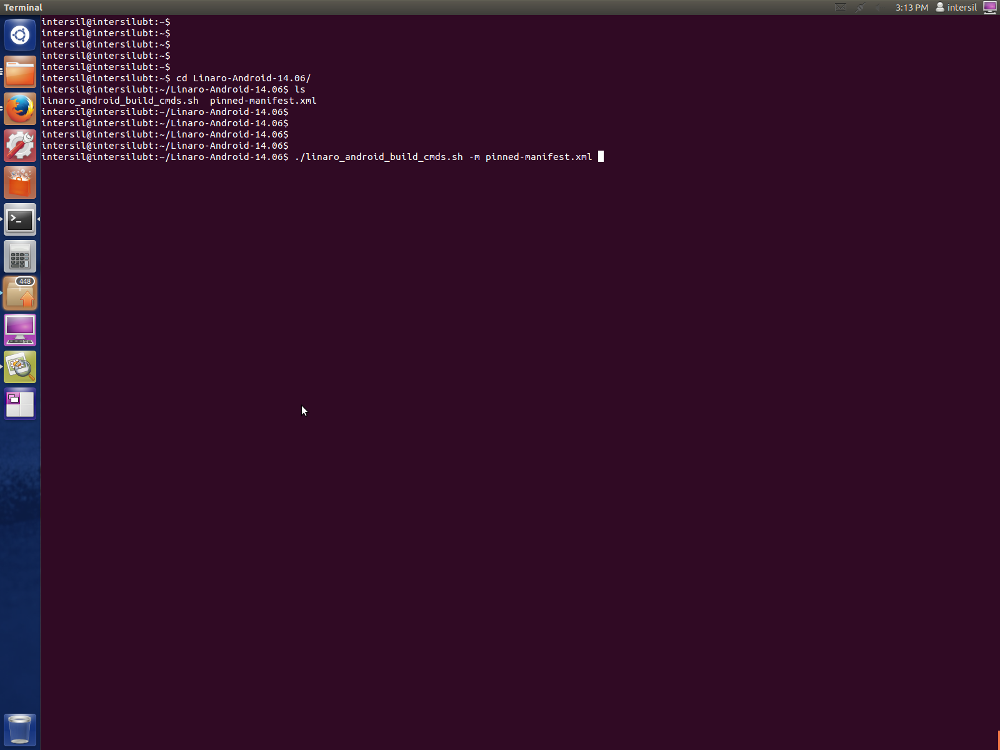 Terminal
3:13 PM intersil
intersil@intersilubt:~$
intersil@intersilubt:~$
intersil@intersilubt:~$
intersil@intersilubt:~$
intersil@intersilubt:~$
intersil@intersilubt:~$ cd Linaro-Android-14.06/
intersil@intersilubt:~/Linaro-Android-14.06$ ls
linaro_android_build_cmds.sh  pinned-manifest.xml
intersil@intersilubt:~/Linaro-Android-14.06$
intersil@intersilubt:~/Linaro-Android-14.06$
intersil@intersilubt:~/Linaro-Android-14.06$
intersil@intersilubt:~/Linaro-Android-14.06$
intersil@intersilubt:~/Linaro-Android-14.06$ ./linaro_android_build_cmds.sh -m pinned-manifest.xml
>_
448